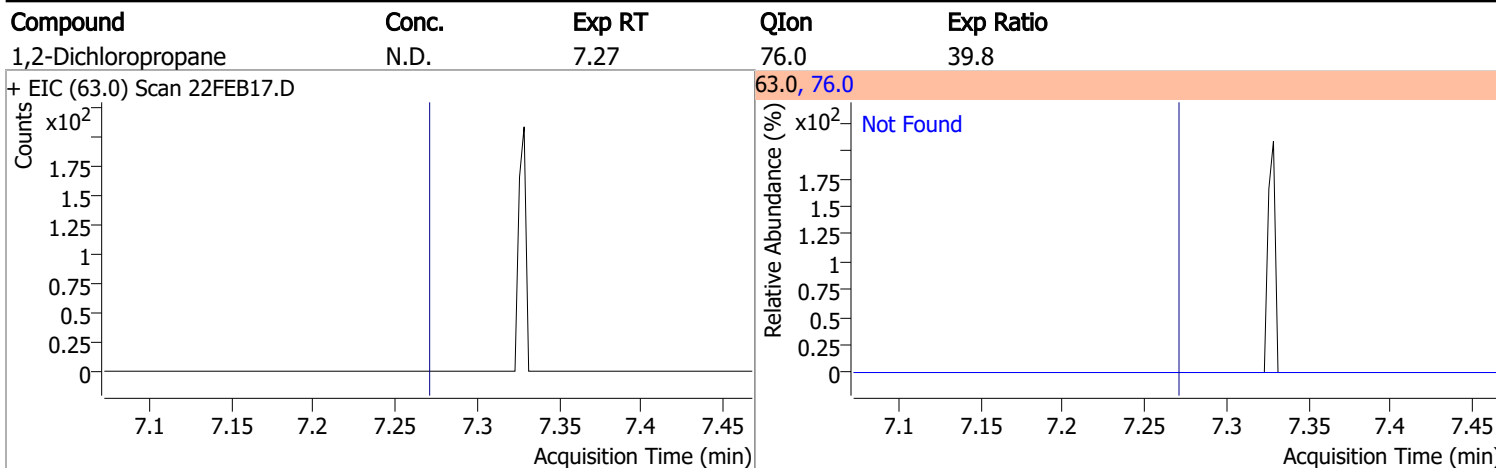 Compound Conc. Exp RT QIon Exp Ratio
1,2-Dichloropropane N.D. 7.27 76.0 39.8
+ EIC (63.0) Scan 22FEB17.D
Counts
x10²
1.75
1.5
1.25
1
0.75
0.5
0.25
0
7.1 7.15 7.2 7.25 7.3 7.35 7.4 7.45
Acquisition Time (min)
63.0, 76.0
Relative Abundance (%)
x10²
Not Found
1.75
1.5
1.25
1
0.75
0.5
0.25
0
7.1 7.15 7.2 7.25 7.3 7.35 7.4 7.45
Acquisition Time (min)